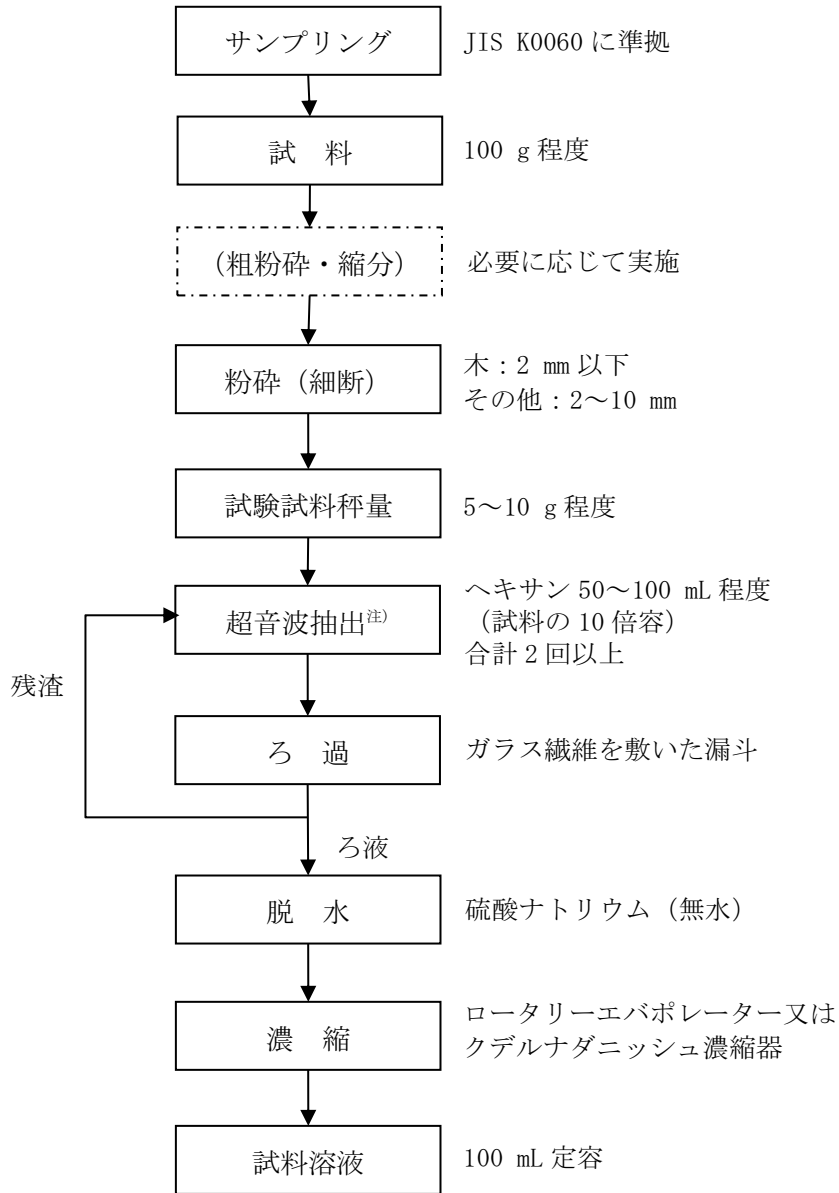 サンプリング
JIS K0060 に準拠
試 料
100 g 程度
(粗粉砕・縮分)
必要に応じて実施
粉砕（細断）
木：2 mm 以下
その他：2～10 mm
試験試料秤量
5～10 g 程度
超音波抽出注)
ヘキサン 50～100 mL 程度
（試料の 10 倍容）
合計 2 回以上
残渣
ろ 過
ガラス繊維を敷いた漏斗
ろ液
脱 水
硫酸ナトリウム（無水）
濃 縮
ロータリーエバポレーター又は
クデルナダニッシュ濃縮器
試料溶液
100 mL 定容